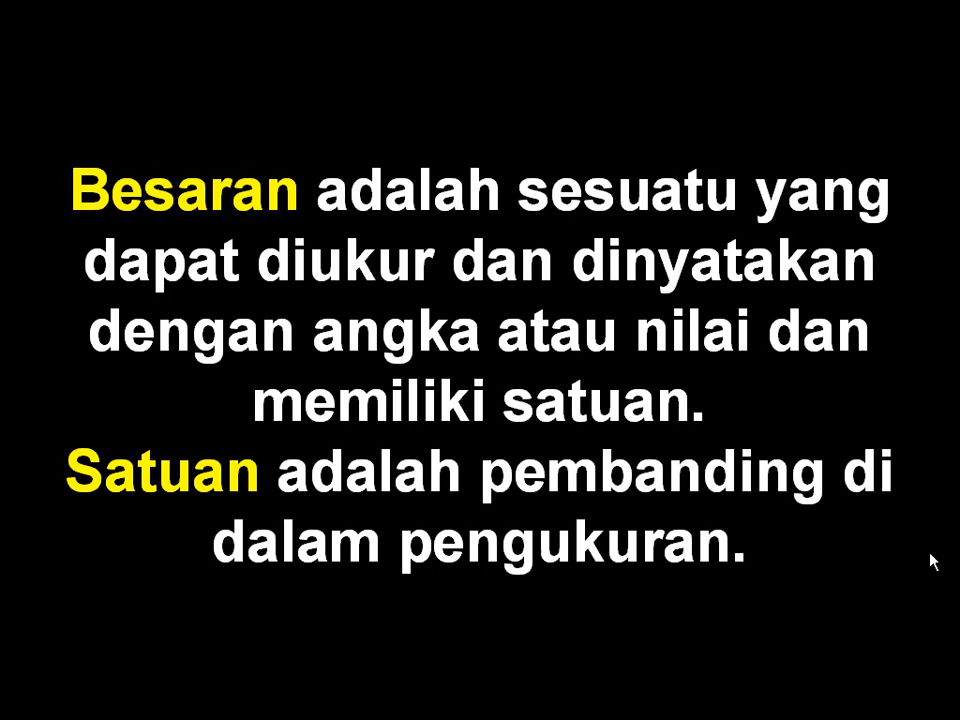 Besaran adalah sesuatu yang
dapat diukur dan dinyatakan
dengan angka atau nilai dan
memiliki satuan.
Satuan adalah pembanding di
dalam pengukuran.